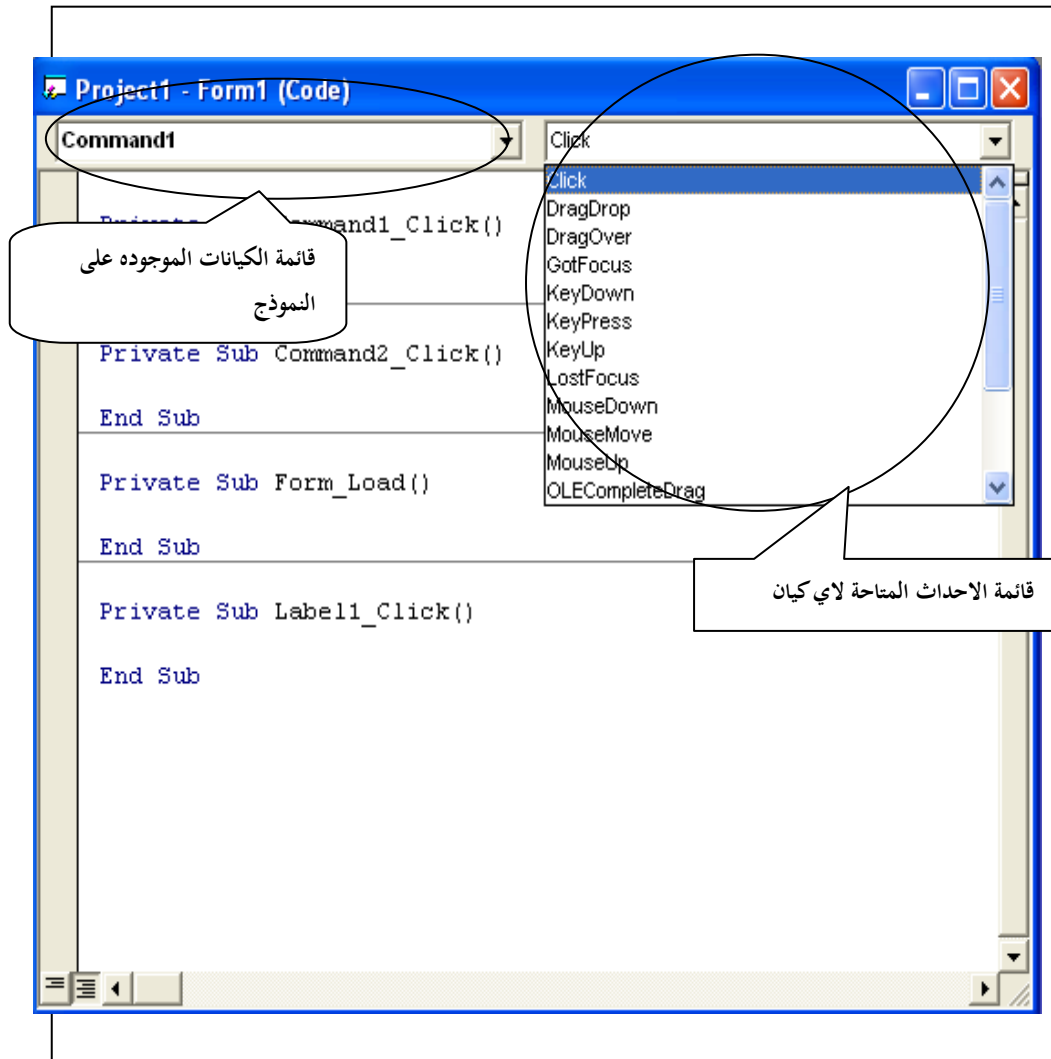 Project1 - Form1 (Code)
Command1
Click
Click
DragDrop
DragOver
GotFocus
KeyDown
KeyPress
KeyUp
LostFocus
MouseDown
MouseMove
MouseUp
OLECompleteDrag
قائمة الكيانات الموجوده على
النموذج
قائمة الاحداث المتاحة لاي كيان
Command1_Click()
Private Sub Command2_Click()
End Sub
Private Sub Form_Load()
End Sub
Private Sub Label1_Click()
End Sub